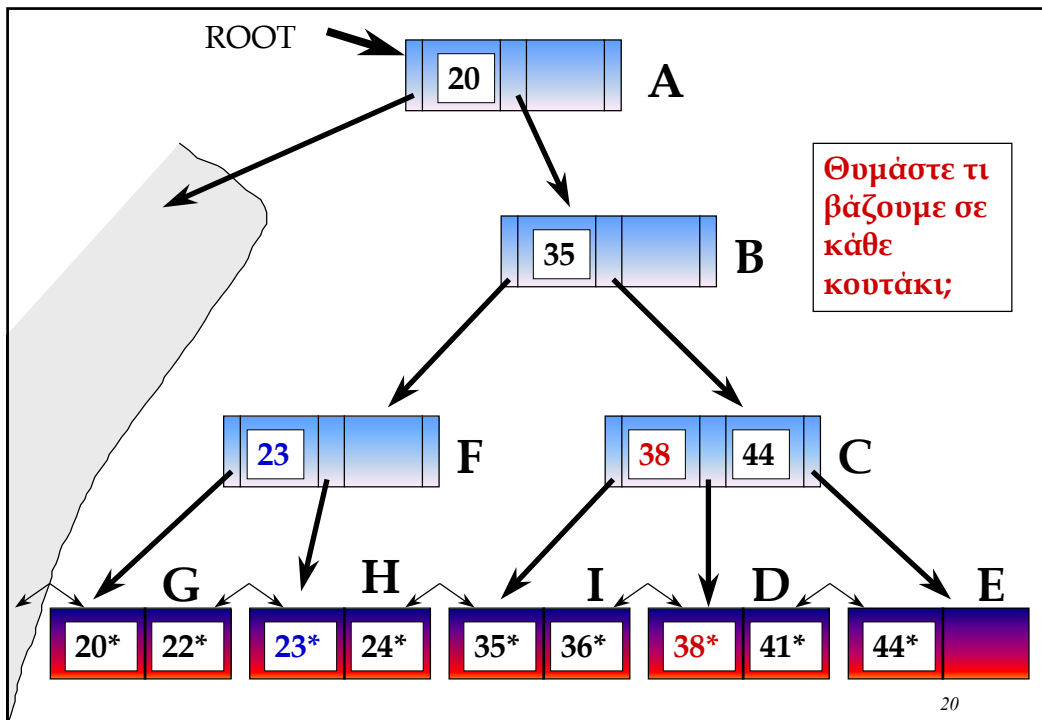 ROOT
20
A
Θυμάστε τι
βάζουμε σε
κάθε
κουτάκι;
35
B
23
F
38 44
C
G H I D E
20* 22* 23* 24* 35* 36* 38* 41* 44*
20